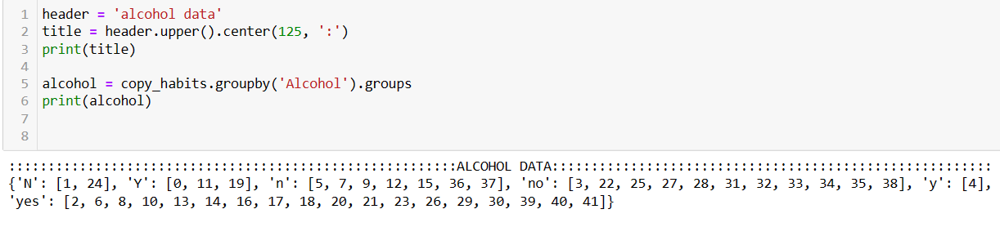 1 header = 'alcohol data'
2 title = header.upper().center(125, ':')
3 print(title)
4
5 alcohol = copy_habits.groupby('Alcohol').groups
6 print(alcohol)
7
8
:::::::::::::::::::::::::::::::::::::::::::::::::::::::::ALCOHOL DATA::::::::::::::::::::::::::::::::::::::::::::::::::::::::
{'N': [1, 24], 'Y': [0, 11, 19], 'n': [5, 7, 9, 12, 15, 36, 37], 'no': [3, 22, 25, 27, 28, 31, 32, 33, 34, 35, 38], 'y': [4],
'yes': [2, 6, 8, 10, 13, 14, 16, 17, 18, 20, 21, 23, 26, 29, 30, 39, 40, 41]}